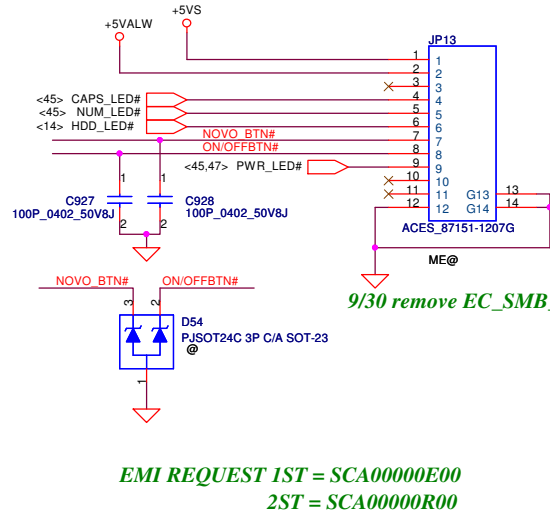 +5VS
+5VALW
JP13
1 1
2 2
3 3
<45> CAPS_LED# 4 4
<45> NUM_LED# 5 5
<14> HDD_LED# 6 6
NOVO_BTN# 7 7
ON/OFFBTN# 8 8
<45,47> PWR_LED# 9 9
10 10
11 11 G13 13
12 12 G14 14
ACES_87151-1207G
ME@
1 1
C927 C928
100P_0402_50V8J 100P_0402_50V8J
2 2
9/30 remove EC_SMB_
NOVO_BTN# ON/OFFBTN#
3 2
D54
PJSOT24C 3P C/A SOT-23
@
1
EMI REQUEST 1ST = SCA00000E00
2ST = SCA00000R00